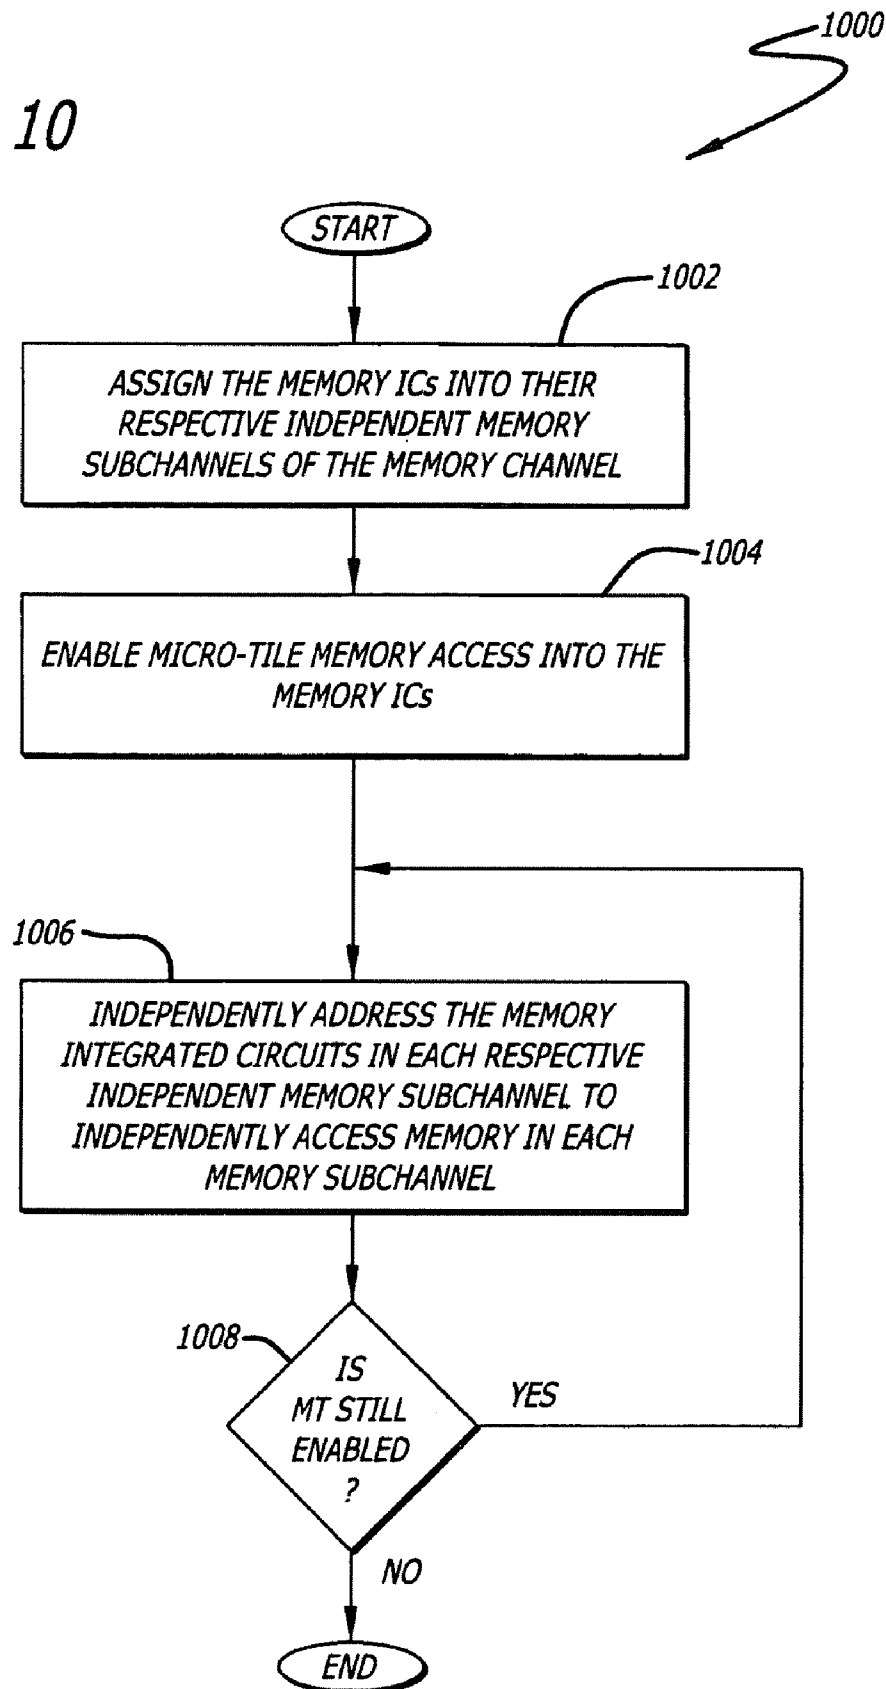 1000
10
START
1002
ASSIGN THE MEMORY ICs INTO THEIR
RESPECTIVE INDEPENDENT MEMORY
SUBCHANNELS OF THE MEMORY CHANNEL
1004
ENABLE MICRO-TILE MEMORY ACCESS INTO THE
MEMORY ICs
1006
INDEPENDENTLY ADDRESS THE MEMORY
INTEGRATED CIRCUITS IN EACH RESPECTIVE
INDEPENDENT MEMORY SUBCHANNEL TO
INDEPENDENTLY ACCESS MEMORY IN EACH
MEMORY SUBCHANNEL
1008
IS
MT STILL
ENABLED
?
YES
NO
END